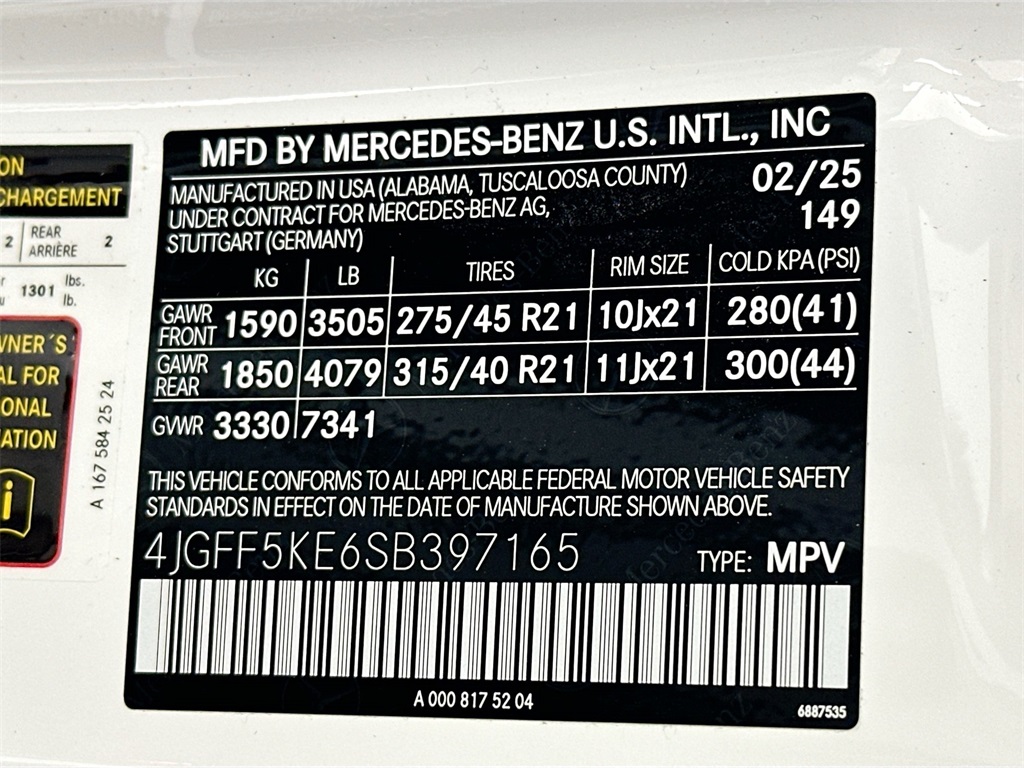 ON
CHARGEMENT
2 REAR ARRIÈRE 2
1301 lbs. lb.
WNER´S
AL FOR
ONAL
ATION
i
A 167 584 25 24
MFD BY MERCEDES-BENZ U.S. INTL., INC
MANUFACTURED IN USA (ALABAMA, TUSCALOOSA COUNTY) 02/25
UNDER CONTRACT FOR MERCEDES-BENZ AG, 149
STUTTGART (GERMANY)
KG LB TIRES RIM SIZE COLD KPA (PSI)
GAWR FRONT 1590 3505 275/45 R21 10Jx21 280(41)
GAWR REAR 1850 4079 315/40 R21 11Jx21 300(44)
GVWR 3330 7341
THIS VEHICLE CONFORMS TO ALL APPLICABLE FEDERAL MOTOR VEHICLE SAFETY
STANDARDS IN EFFECT ON THE DATE OF MANUFACTURE SHOWN ABOVE.
4JGFF5KE6SB397165 TYPE: MPV
A 000 817 52 04
6887535